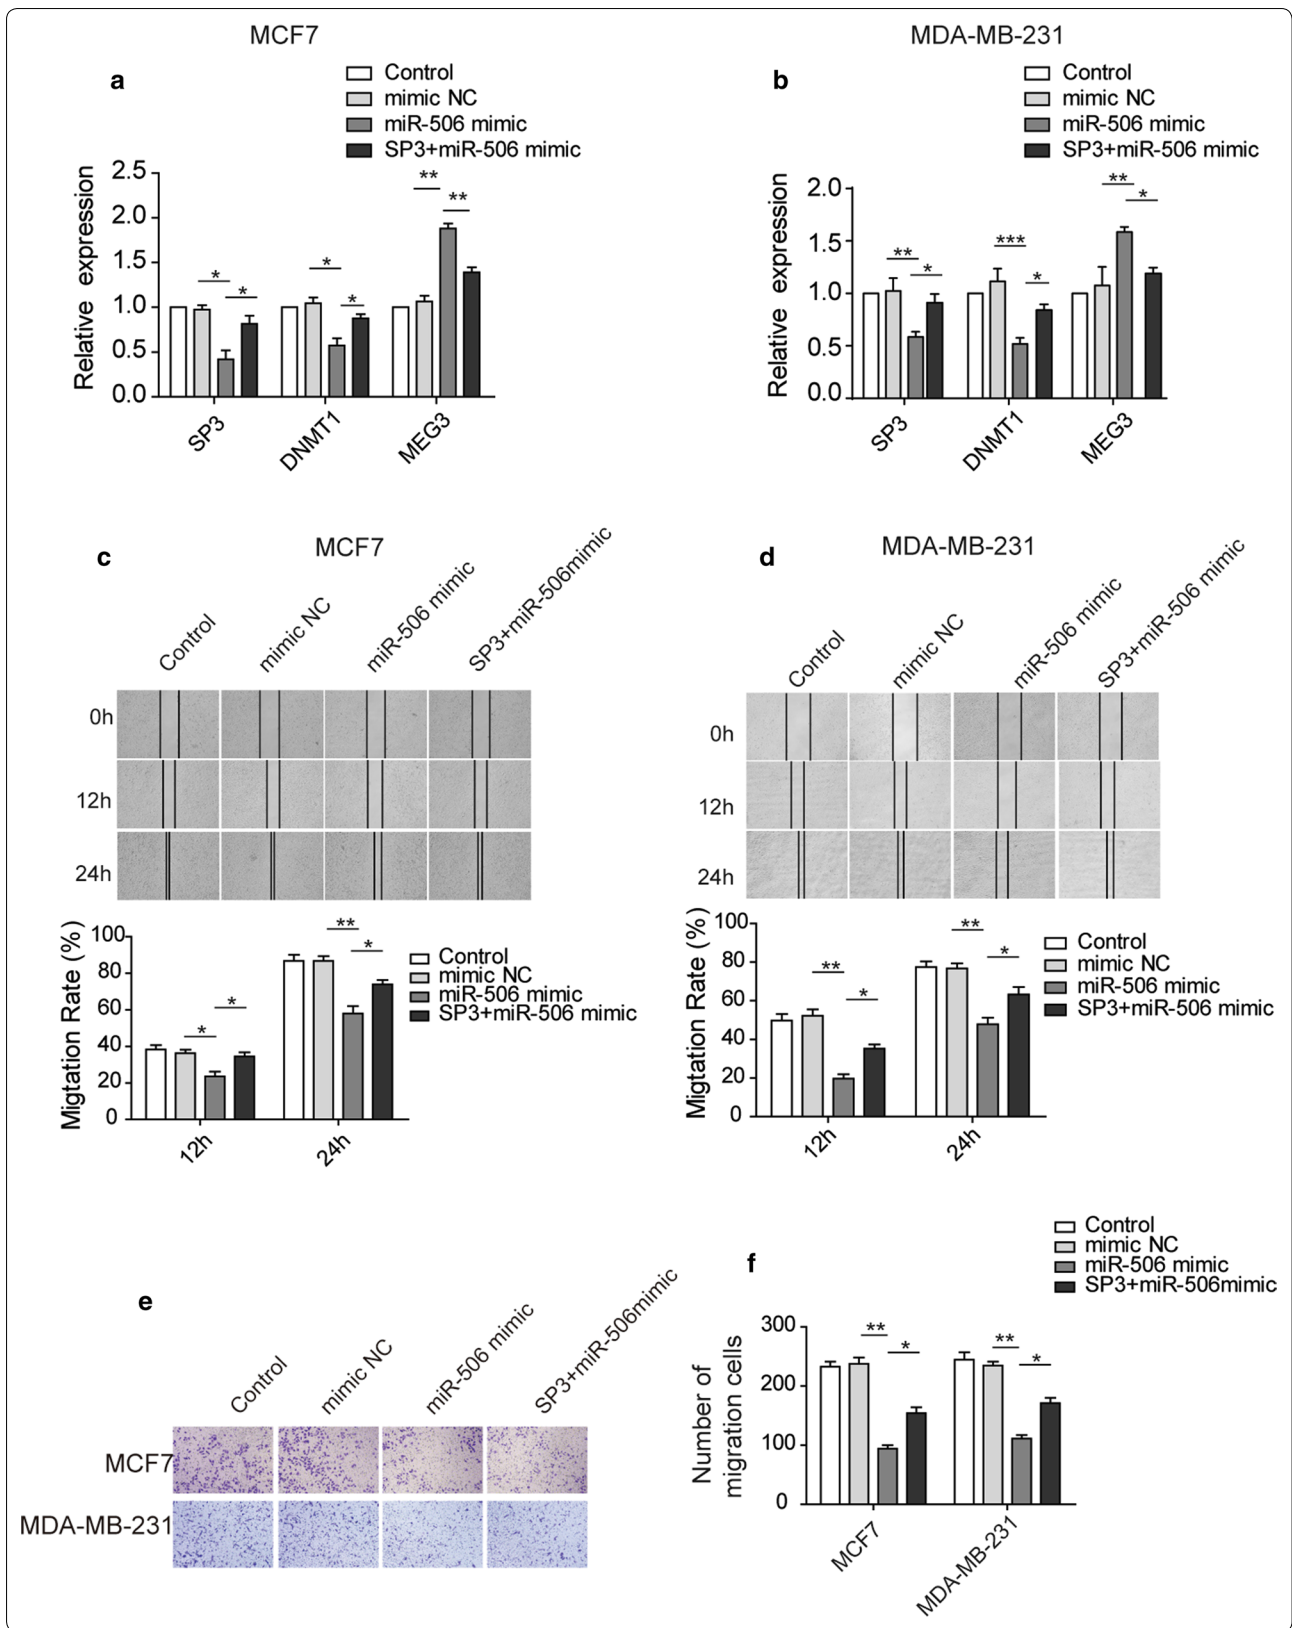 MCF7
MDA-MB-231
a
Control
mimic NC
miR-506 mimic
SP3+miR-506 mimic
Relative expression
2.5
2.0
1.5
1.0
0.5
0.0
** **
* * * *
SP3 DNMT1 MEG3
b
Control
mimic NC
miR-506 mimic
SP3+miR-506 mimic
Relative expression
2.0
1.5
1.0
0.5
0.0
** *
** * *** *
SP3 DNMT1 MEG3
c
MCF7
Control mimic NC miR-506 mimic SP3+miR-506mimic
0h
12h
24h
Migtation Rate (%)
100
80
60
40
20
0
** *
* *
12h 24h
Control
mimic NC
miR-506 mimic
SP3+miR-506 mimic
d
MDA-MB-231
Control mimic NC miR-506 mimic SP3+miR-506 mimic
0h
12h
24h
Migtation Rate (%)
100
80
60
40
20
0
** *
** *
12h 24h
Control
mimic NC
miR-506 mimic
SP3+miR-506 mimic
e
Control mimic NC miR-506 mimic SP3+miR-506mimic
MCF7
MDA-MB-231
f
Control
mimic NC
miR-506 mimic
SP3+miR-506mimic
Number of
migration cells
300
200
100
0
** * ** *
MCF7 MDA-MB-231